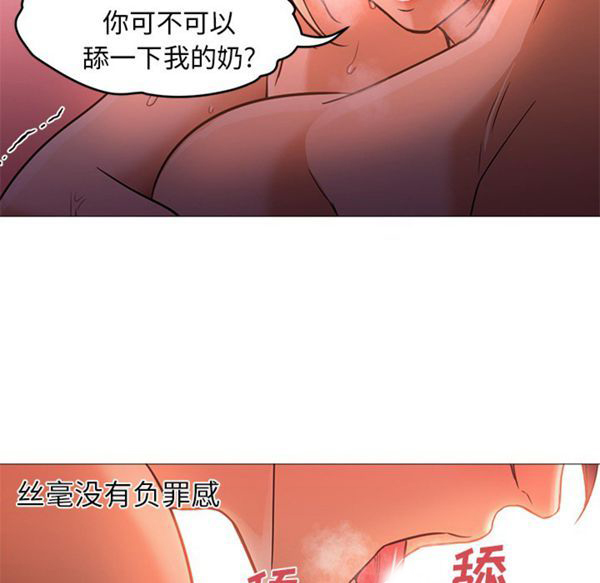 你可不可以
舔一下我的奶?
丝毫没有负罪感
舔